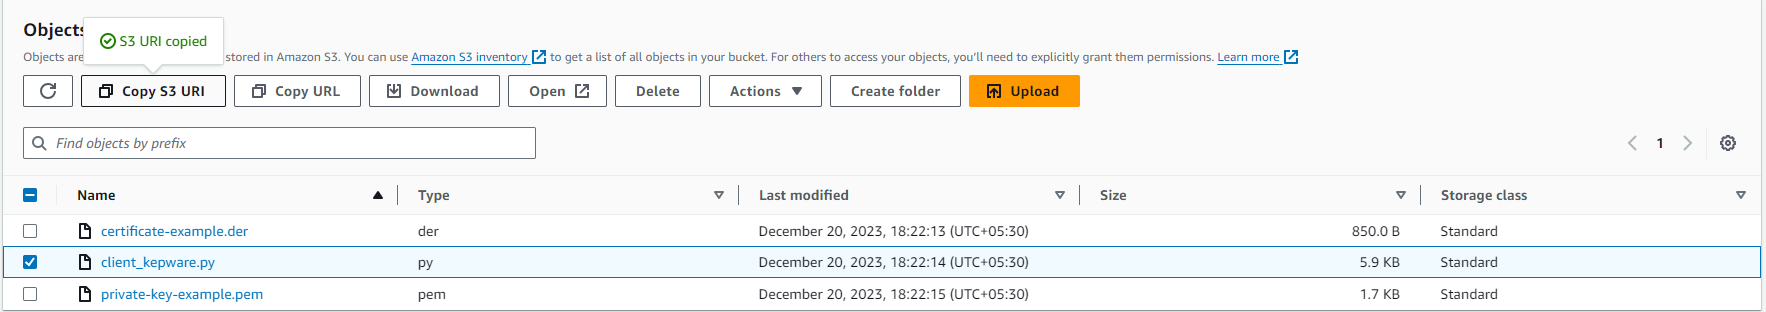 Objects
S3 URI copied
Objects are stored in Amazon S3. You can use Amazon S3 inventory to get a list of all objects in your bucket. For others to access your objects, you'll need to explicitly grant them permissions. Learn more
Copy S3 URI Copy URL Download Open Delete Actions Create folder Upload
Find objects by prefix 1
Name Type Last modified Size Storage class
certificate-example.der der December 20, 2023, 18:22:13 (UTC+05:30) 850.0 B Standard
client_kepware.py py December 20, 2023, 18:22:14 (UTC+05:30) 5.9 KB Standard
private-key-example.pem pem December 20, 2023, 18:22:15 (UTC+05:30) 1.7 KB Standard